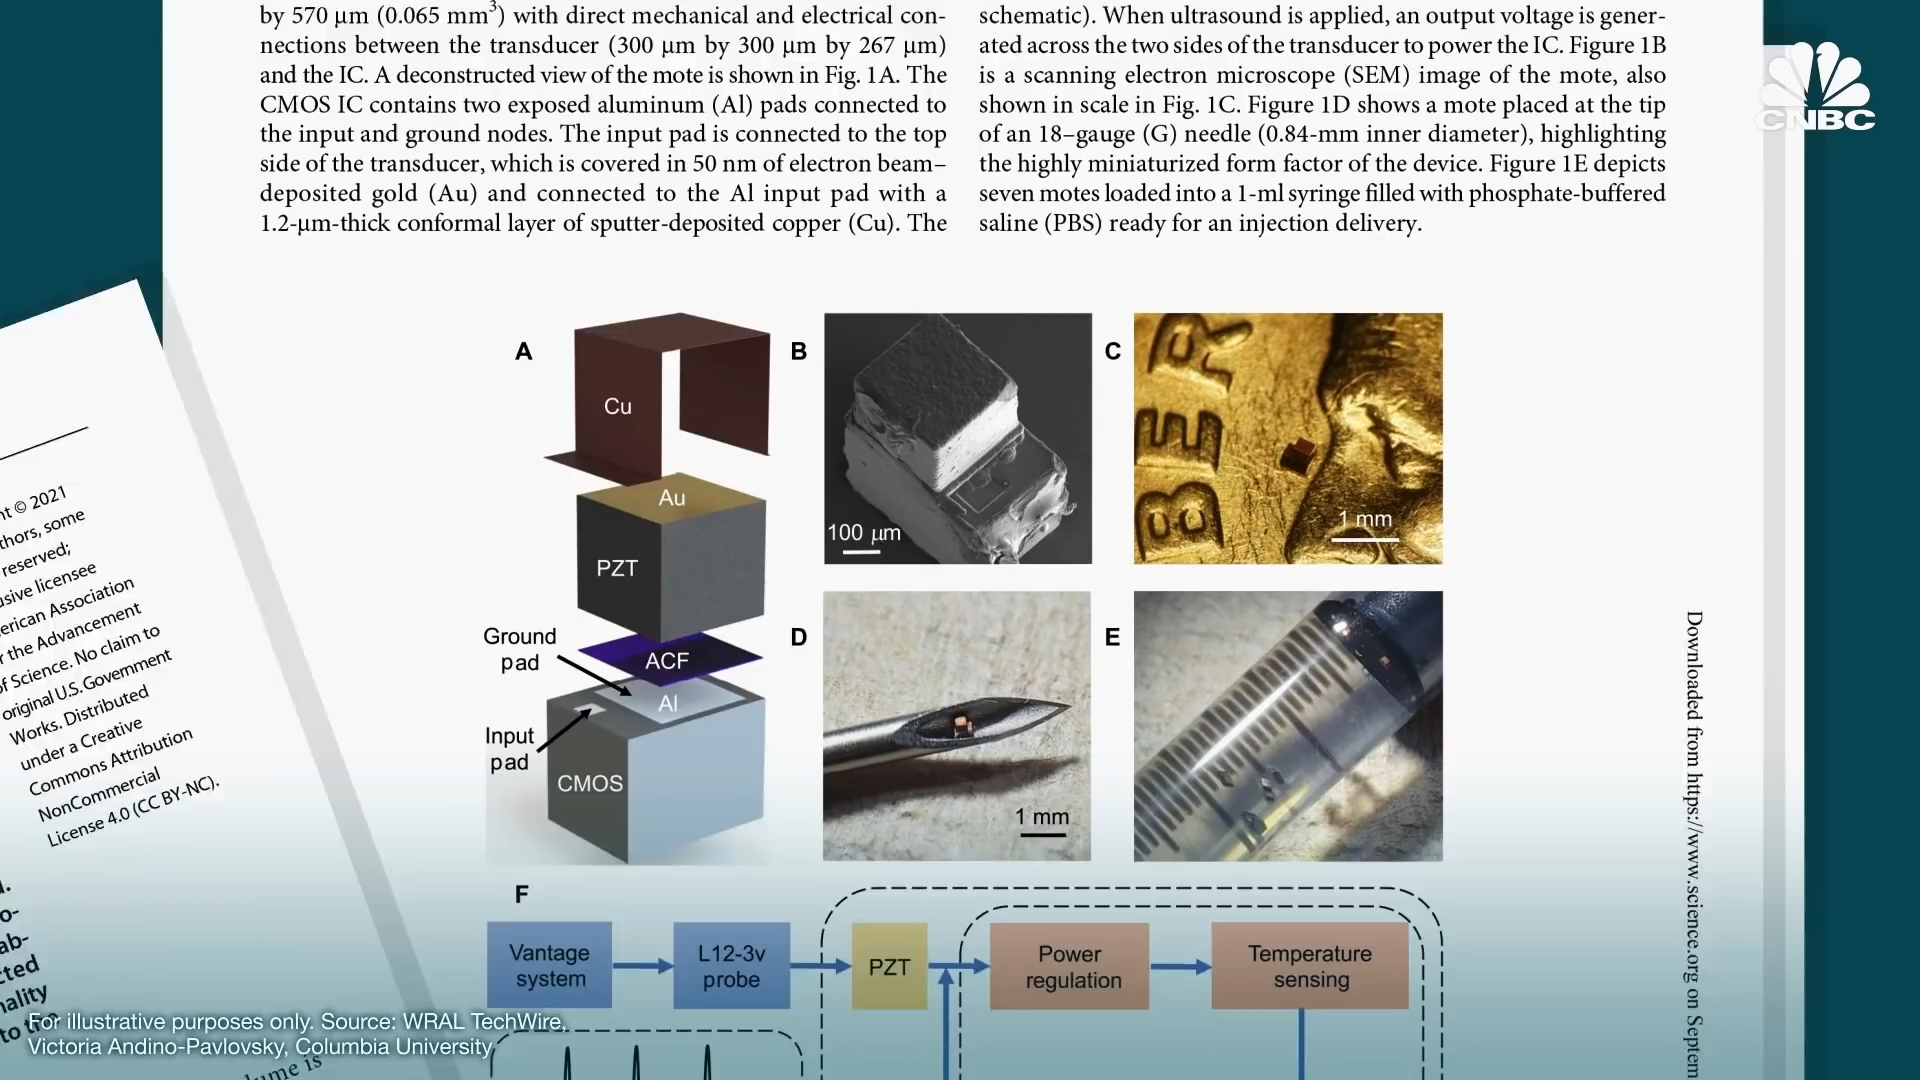 by 570 μm (0.065 mm³) with direct mechanical and electrical con-
nections between the transducer (300 μm by 300 μm by 267 μm)
and the IC. A deconstructed view of the mote is shown in Fig. 1A. The
CMOS IC contains two exposed aluminum (Al) pads connected to
the input and ground nodes. The input pad is connected to the top
side of the transducer, which is covered in 50 nm of electron beam–
deposited gold (Au) and connected to the Al input pad with a
1.2-μm-thick conformal layer of sputter-deposited copper (Cu). The
schematic). When ultrasound is applied, an output voltage is gener-
ated across the two sides of the transducer to power the IC. Figure 1B
is a scanning electron microscope (SEM) image of the mote, also
shown in scale in Fig. 1C. Figure 1D shows a mote placed at the tip
of an 18–gauge (G) needle (0.84-mm inner diameter), highlighting
the highly miniaturized form factor of the device. Figure 1E depicts
seven motes loaded into a 1-ml syringe filled with phosphate-buffered
saline (PBS) ready for an injection delivery.
CNBC
A
Cu
Au
PZT
Ground
pad
ACF
Al
Input
pad
CMOS
B
100 μm
C
BER
1 mm
D
1 mm
E
F
Vantage
system
L12-3v
probe
PZT
Power
regulation
Temperature
sensing
Downloaded from https://www.science.org on Septem
© 2021
some
reserved;
licensee
Association
the Advancement
of Science. No claim to
original U.S. Government
Works. Distributed
under a Creative
Commons Attribution
NonCommercial
License 4.0 (CC BY-NC).
For illustrative purposes only. Source: WRAL TechWire,
Victoria Andino-Pavlovsky, Columbia University
is